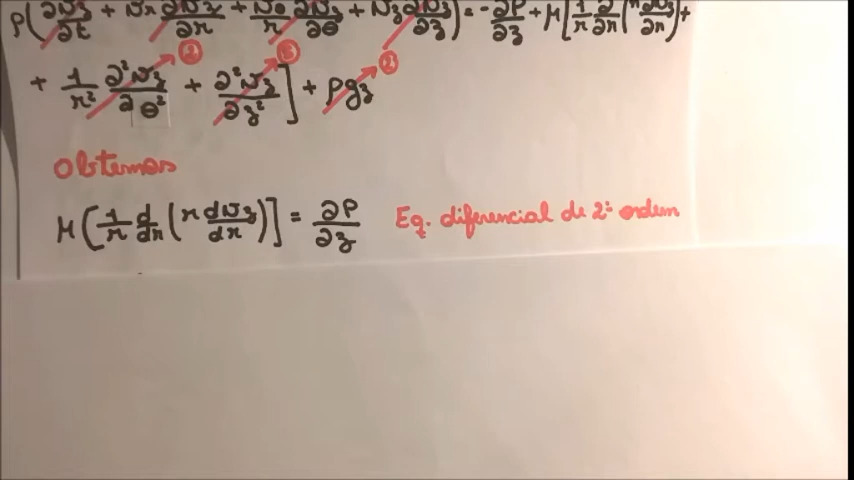 ρ(∂v_z/∂t + v_r ∂v_z/∂r + v_θ/r ∂v_z/∂θ + v_z ∂v_z/∂z) = -∂P/∂z + μ[1/r ∂/∂r (r ∂v_z/∂r) +
+ 1/r² ∂²v_z/∂θ² + ∂²v_z/∂z²] + ρg_z
Obtemos
μ[1/r d/dr (r dv_z/dr)] = ∂P/∂z Eq. diferencial de 2ª ordem